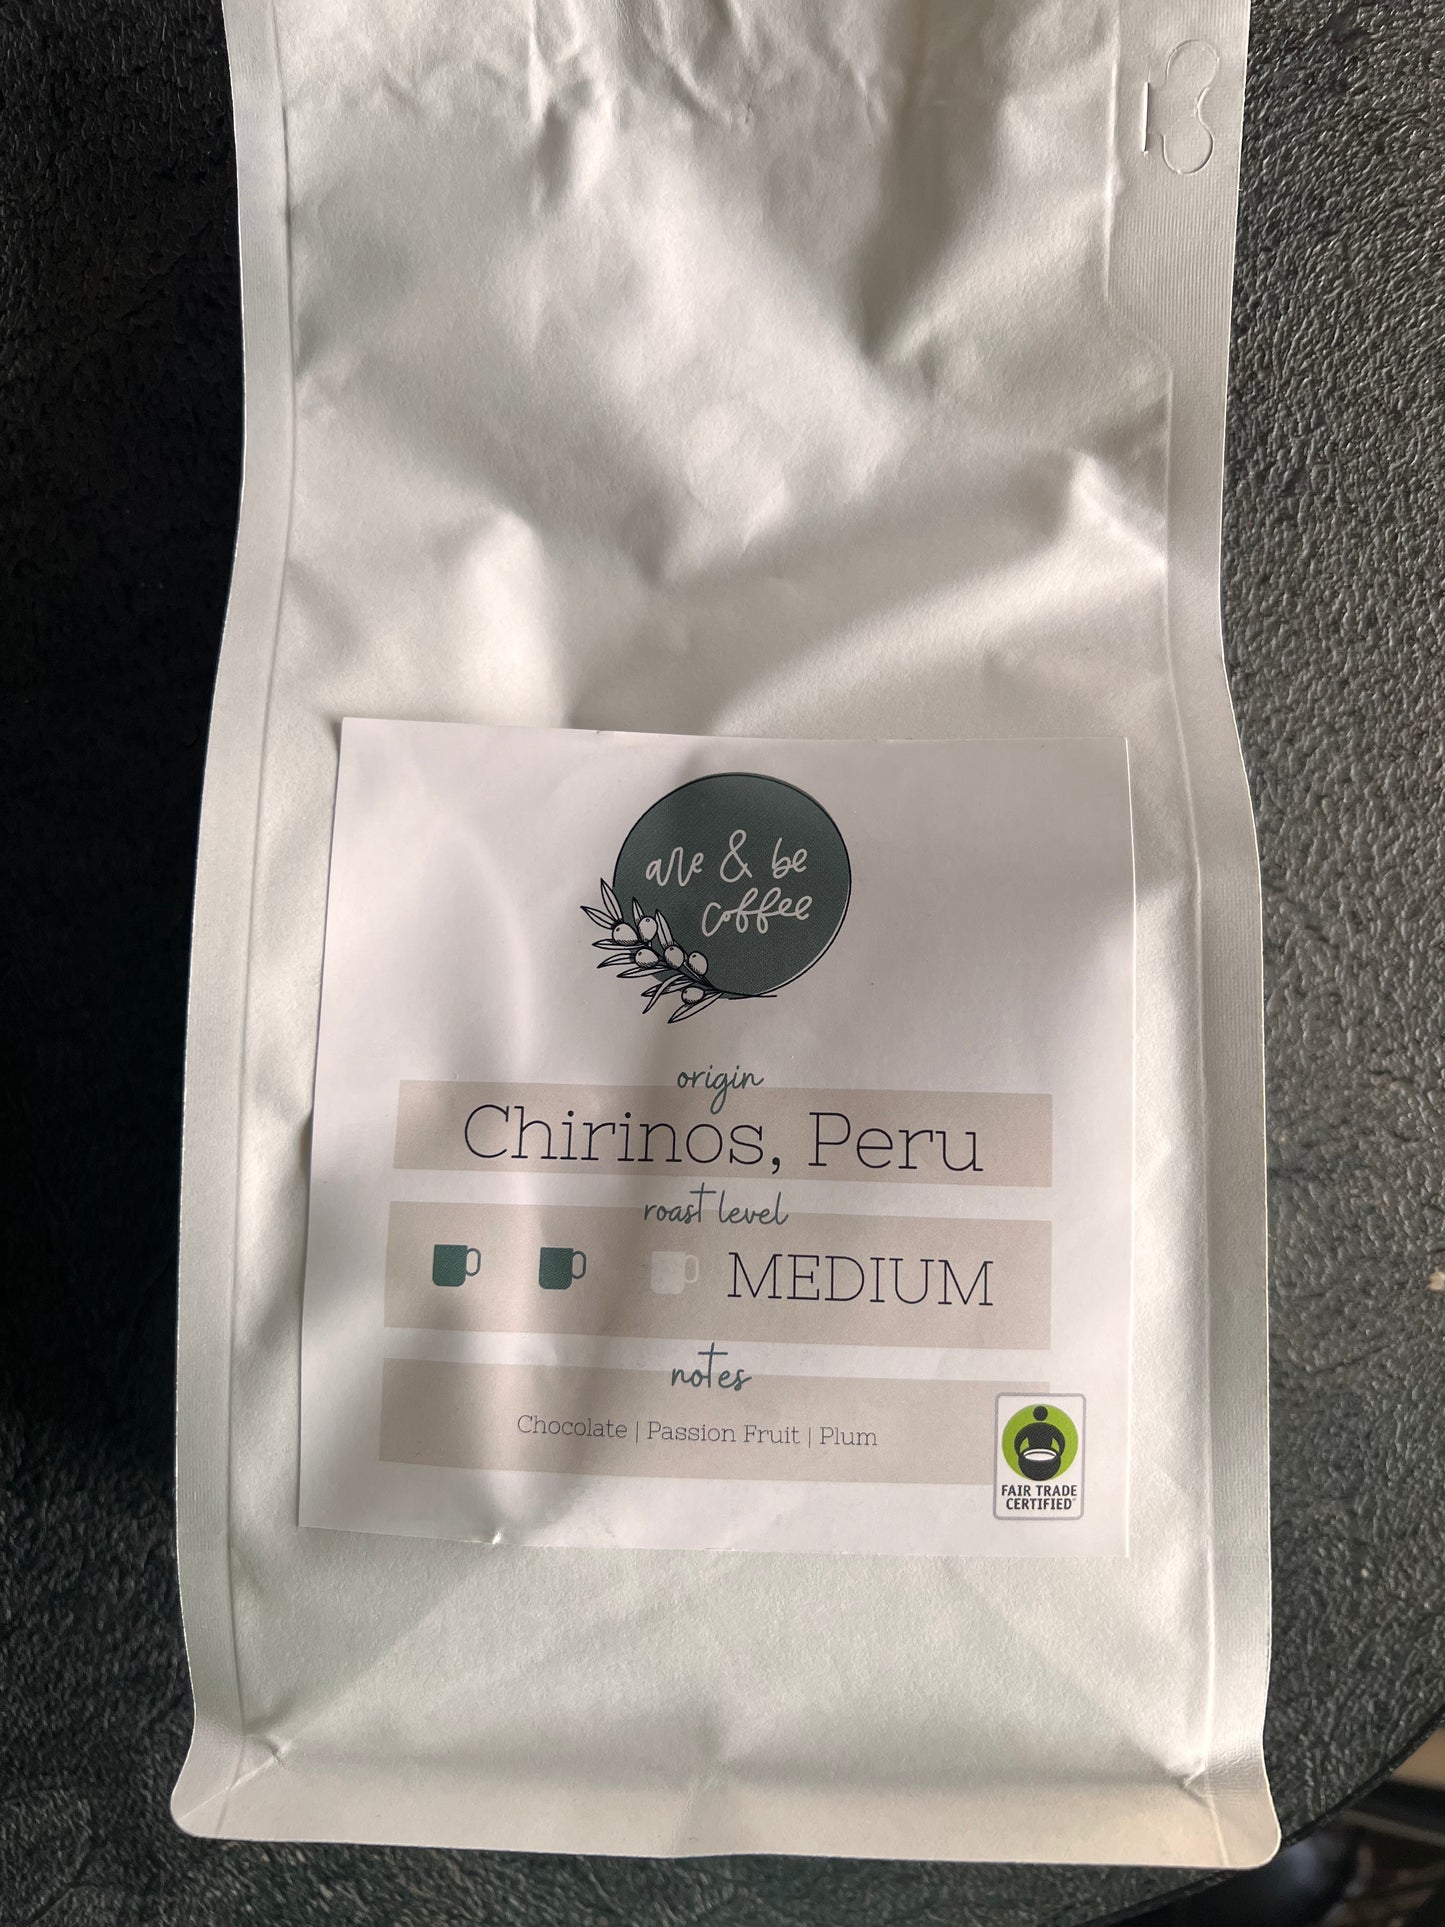 are & be
coffee
origin
Chirinos, Peru
roast level
MEDIUM
notes
Chocolate | Passion Fruit | Plum
FAIR TRADE
CERTIFIED